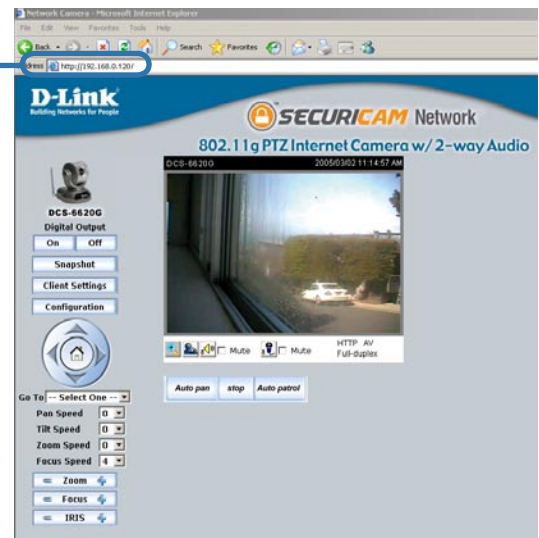 Network Camera - Microsoft Internet Explorer
File Edit View Favorites Tools Help
Back Search Favorites
http://192.168.0.120/
D-Link
Building Networks for People
SECURICAM Network
802.11g PTZ Internet Camera w/ 2-way Audio
DCS-6620G 2005/03/02 11:14:57 AM
DCS-6620G
Digital Output
On Off
Snapshot
Client Settings
Configuration
Mute Mute HTTP AV
Full-duplex
Auto pan stop Auto patrol
Go To -- Select One --
Pan Speed 0
Tilt Speed 0
Zoom Speed 0
Focus Speed 4
Zoom
Focus
IRIS